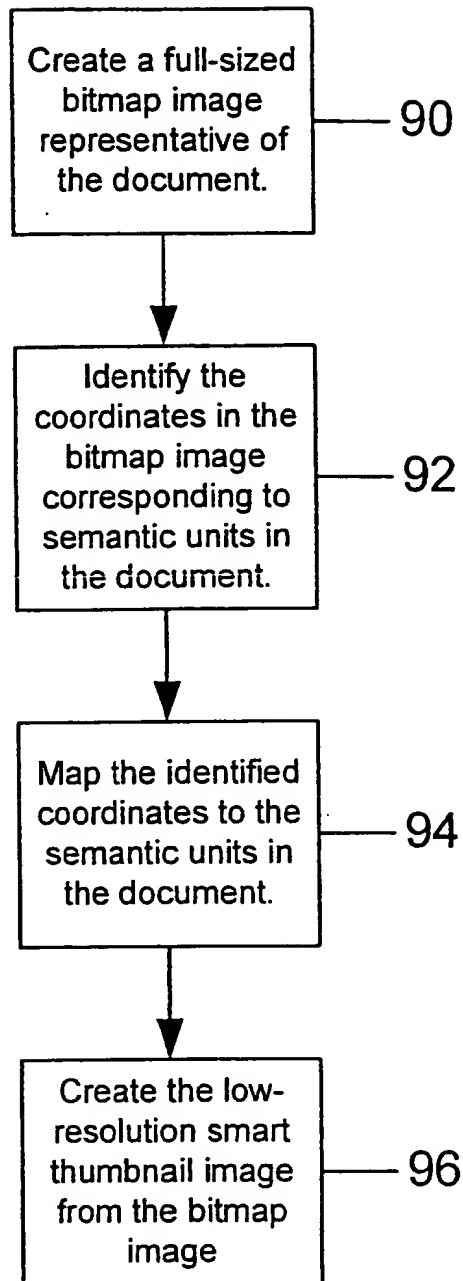 Create a full-sized
bitmap image
representative of
the document.
90
Identify the
coordinates in the
bitmap image
corresponding to
semantic units in
the document.
92
Map the identified
coordinates to the
semantic units in
the document.
94
Create the low-
resolution smart
thumbnail image
from the bitmap
image
96